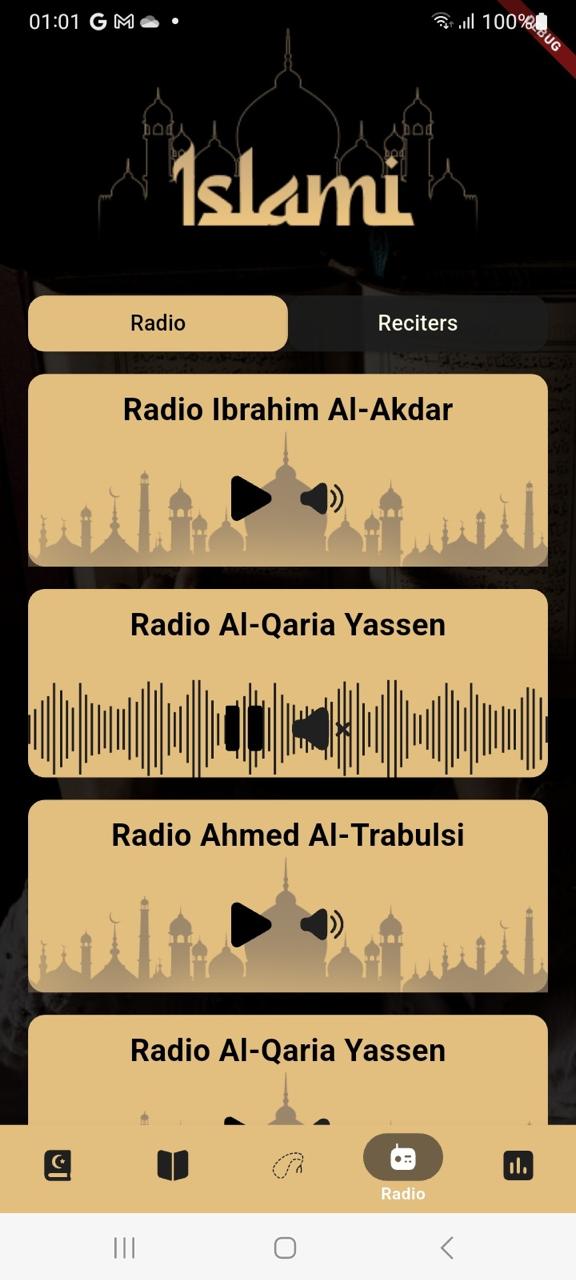 01:01
100%
DEBUG
Islami
Radio
Reciters
Radio Ibrahim Al-Akdar
Radio Al-Qaria Yassen
Radio Ahmed Al-Trabulsi
Radio Al-Qaria Yassen
Radio